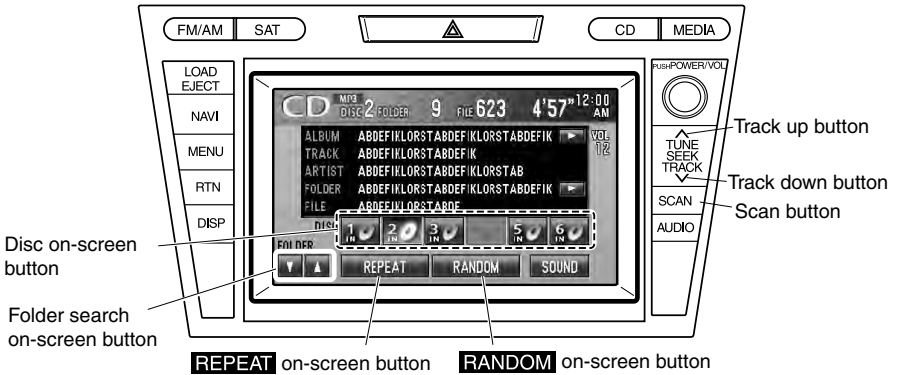 FM/AM SAT CD MEDIA
LOAD
EJECT
NAVI
MENU
RTN
DISP
PUSHPOWER/VOL
TUNE
SEEK
TRACK
SCAN
AUDIO
CD MP3 DISC 2 FOLDER 9 FILE 623 4'57" 12:00 AM
VOL
12
ALBUM ABDEFIKLORSTABDEFIKLORSTABDEFIK
TRACK ABDEFIKLORSTABDEFIK
ARTIST ABDEFIKLORSTABDEFIKLORSTAB
FOLDER ABDEFIKLORSTABDEFIKLORSTABDEFIK
FILE ABDEFIKLORSTABDE
DISC 1 IN 2 IN 3 IN 5 IN 6 IN
FOLDER
REPEAT RANDOM SOUND
Track up button
Track down button
Scan button
Disc on-screen
button
Folder search
on-screen button
REPEAT on-screen button
RANDOM on-screen button